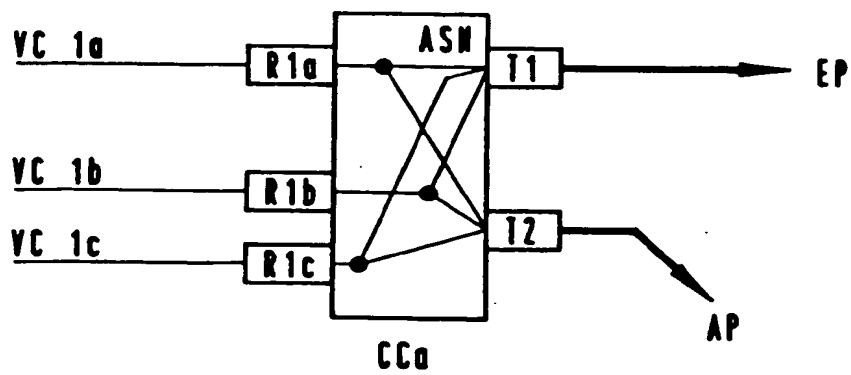 VC 1a
R1a
ASN
T1
EP
VC 1b
R1b
VC 1c
R1c
T2
AP
CCa